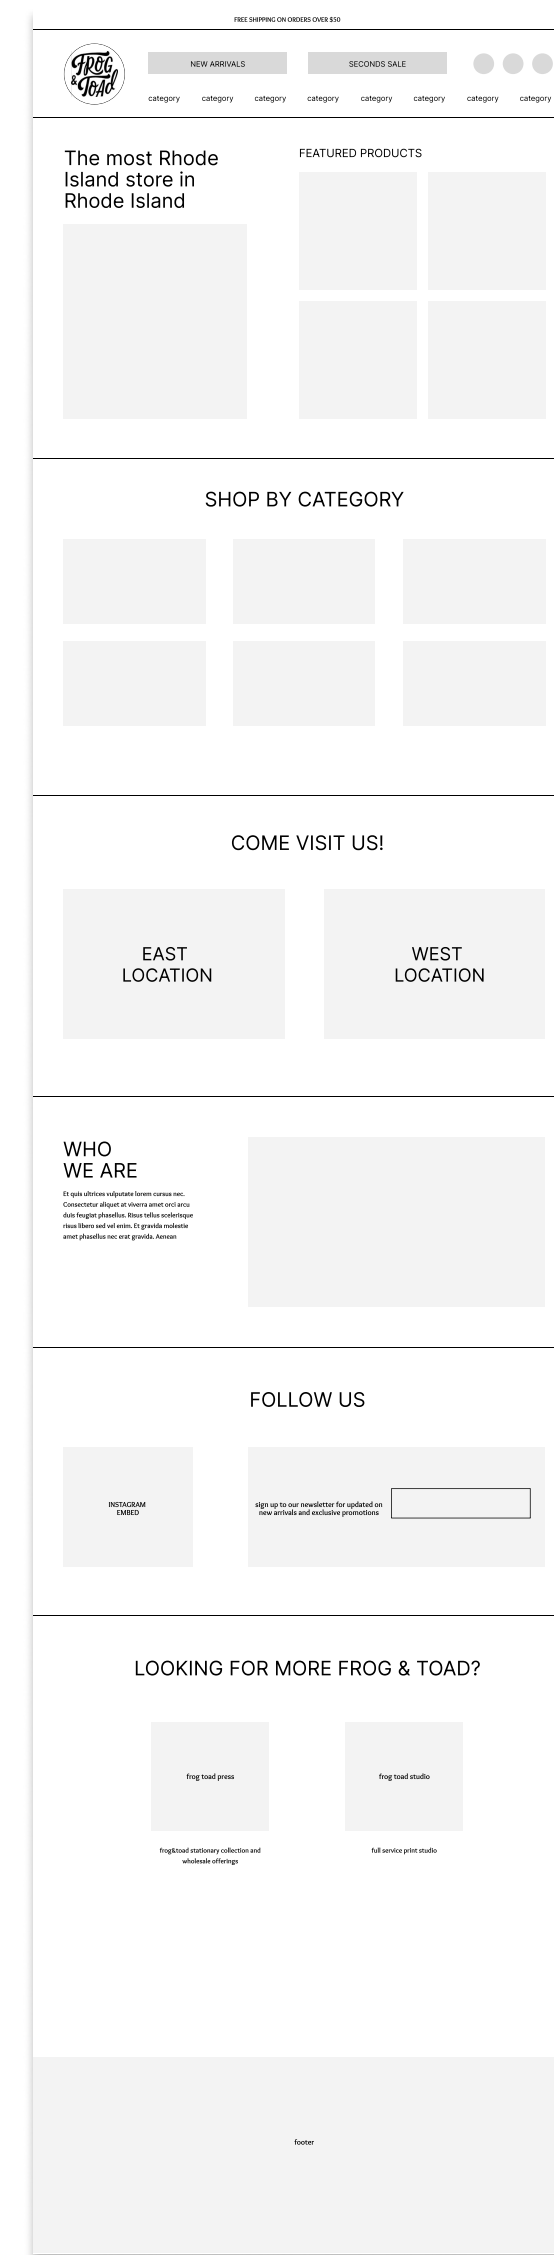 FREE SHIPPING ON ORDERS OVER $50
FROG
& TOAD
NEW ARRIVALS
SECONDS SALE
category category category category category category category category
The most Rhode
Island store in
Rhode Island
FEATURED PRODUCTS
SHOP BY CATEGORY
COME VISIT US!
EAST
LOCATION
WEST
LOCATION
WHO
WE ARE
Et quis ultrices vulputate lorem cursus nec.
Consectetur aliquet at viverra amet orci arcu
duis feugiat phasellus. Risus tellus scelerisque
risus libero sed vel enim. Et gravida molestie
amet phasellus nec erat gravida. Aenean
FOLLOW US
INSTAGRAM
EMBED
sign up to our newsletter for updated on
new arrivals and exclusive promotions
LOOKING FOR MORE FROG & TOAD?
frog toad press
frog toad studio
frog&toad stationary collection and
wholesale offerings
full service print studio
footer